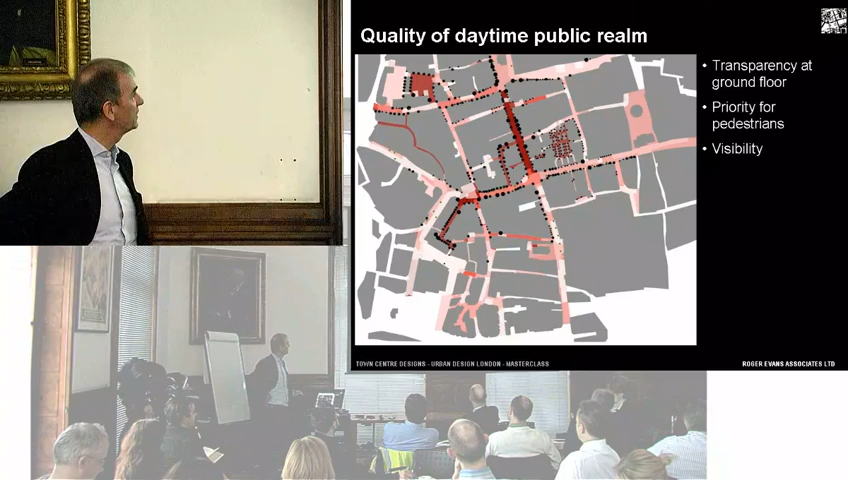 Quality of daytime public realm
• Transparency at
ground floor
• Priority for
pedestrians
• Visibility
TOWN CENTRE DESIGNS - URBAN DESIGN LONDON - MASTERCLASS
ROGER EVANS ASSOCIATES LTD